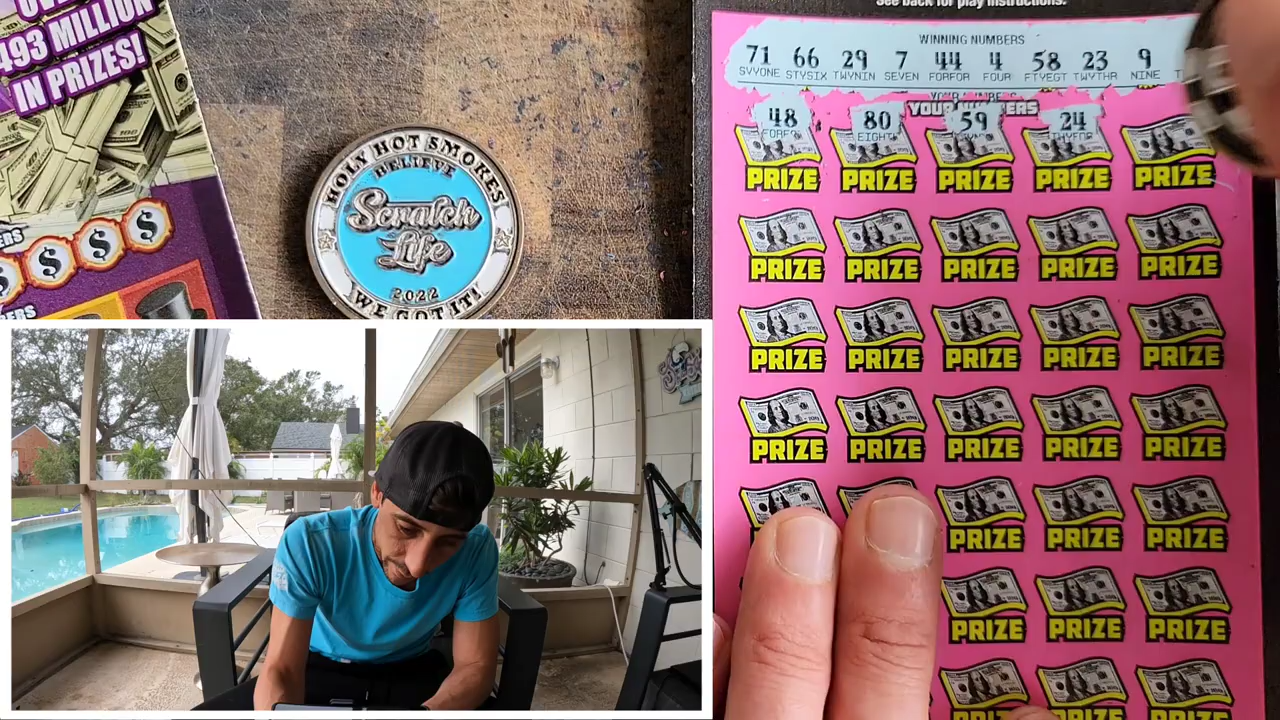 493 MILLION
IN PRIZES!
HOLY HOT SMOKES!
BELIEVE
Scratch
Life
2022
WE GOT IT!
See back for play instructions.
WINNING NUMBERS
71 66 29 7 44 4 58 23 9
SVYONE STYSIX TWYNIN SEVEN FORFOR FOUR FTYEGT TWYTHR NINE
YOUR NUMBERS
48 80 59 24
PRIZE PRIZE PRIZE PRIZE PRIZE
PRIZE PRIZE PRIZE PRIZE PRIZE
PRIZE PRIZE PRIZE PRIZE PRIZE
PRIZE PRIZE PRIZE PRIZE PRIZE
PRIZE PRIZE PRIZE
PRIZE PRIZE PRIZE
PRIZE PRIZE PRIZE